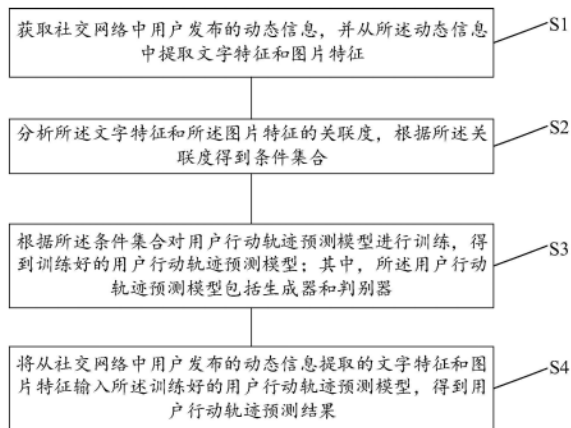 获取社交网络中用户发布的动态信息，并从所述动态信息
中提取文字特征和图片特征
S1
分析所述文字特征和所述图片特征的关联度，根据所述关
联度得到条件集合
S2
根据所述条件集合对用户行动轨迹预测模型进行训练，得
到训练好的用户行动轨迹预测模型；其中，所述用户行动
轨迹预测模型包括生成器和判别器
S3
将从社交网络中用户发布的动态信息提取的文字特征和图
片特征输入所述训练好的用户行动轨迹预测模型，得到用
户行动轨迹预测结果
S4